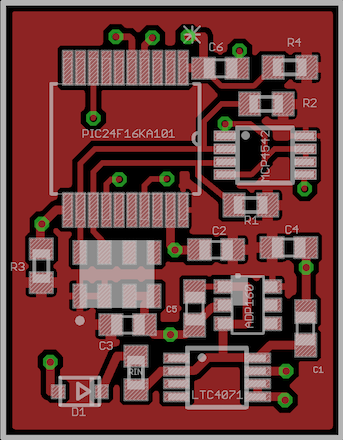 C6
R4
R2
PIC24F16KA101
MCP4542
R1
C2
C4
R3
C5
ADP160
C3
C1
RIN
LTC4071
D1